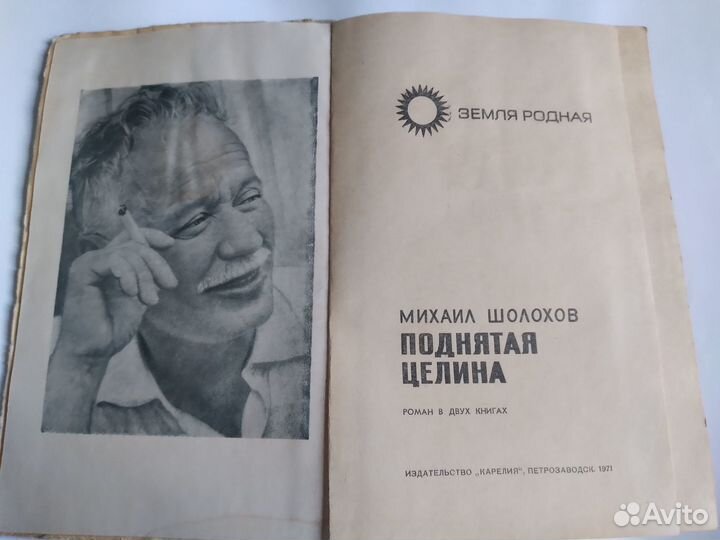 ЗЕМЛЯ РОДНАЯ
МИХАИЛ ШОЛОХОВ
ПОДНЯТАЯ
ЦЕЛИНА
РОМАН В ДВУХ КНИГАХ
ИЗДАТЕЛЬСТВО „КАРЕЛИЯ“, ПЕТРОЗАВОДСК. 1971
Avito